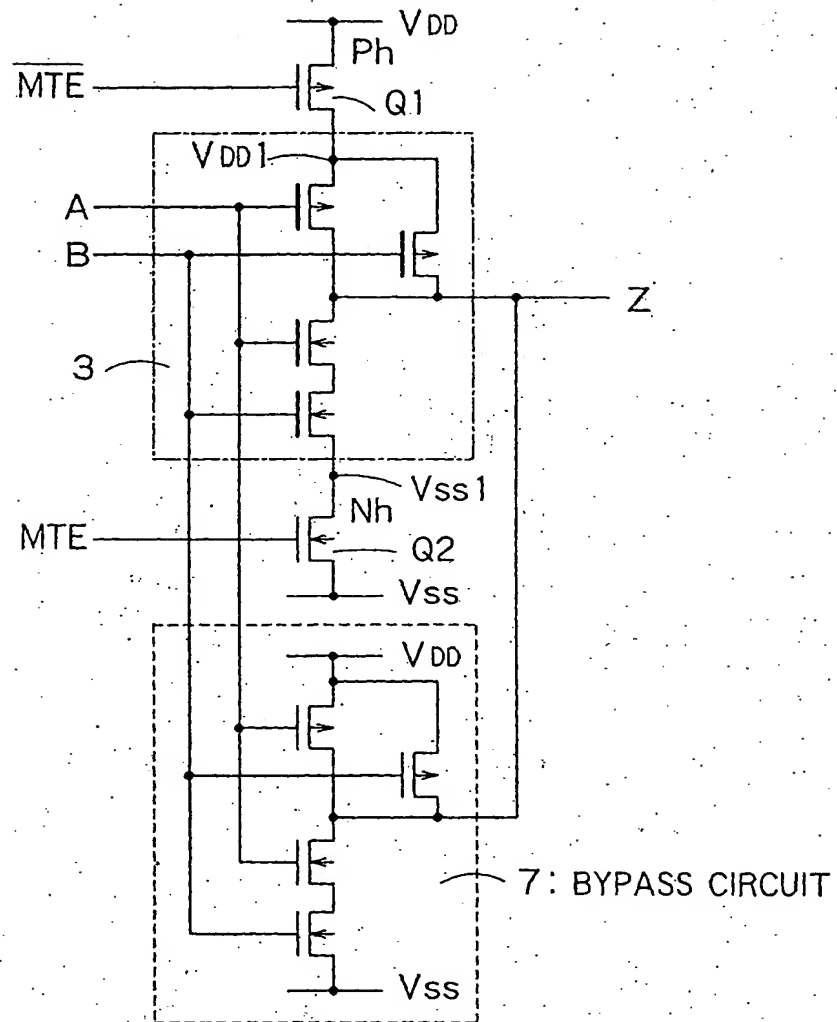 VDD
Ph
MTE
Q1
VDD1
A
B
Z
3
Vss1
Nh
MTE
Q2
Vss
VDD
7: BYPASS CIRCUIT
Vss